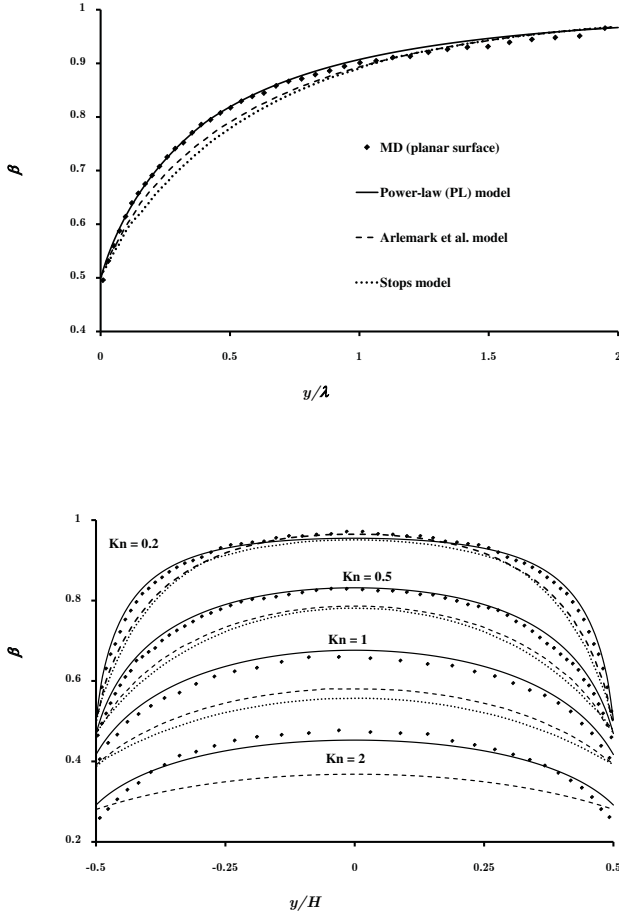 1
0.9
0.8
0.7
0.6
0.5
0.4
β
0
0.5
1
1.5
2
y/λ
MD (planar surface)
Power-law (PL) model
Arlemark et al. model
Stops model
1
0.8
0.6
0.4
0.2
β
Kn = 0.2
Kn = 0.5
Kn = 1
Kn = 2
-0.5
-0.25
0
0.25
0.5
y/H